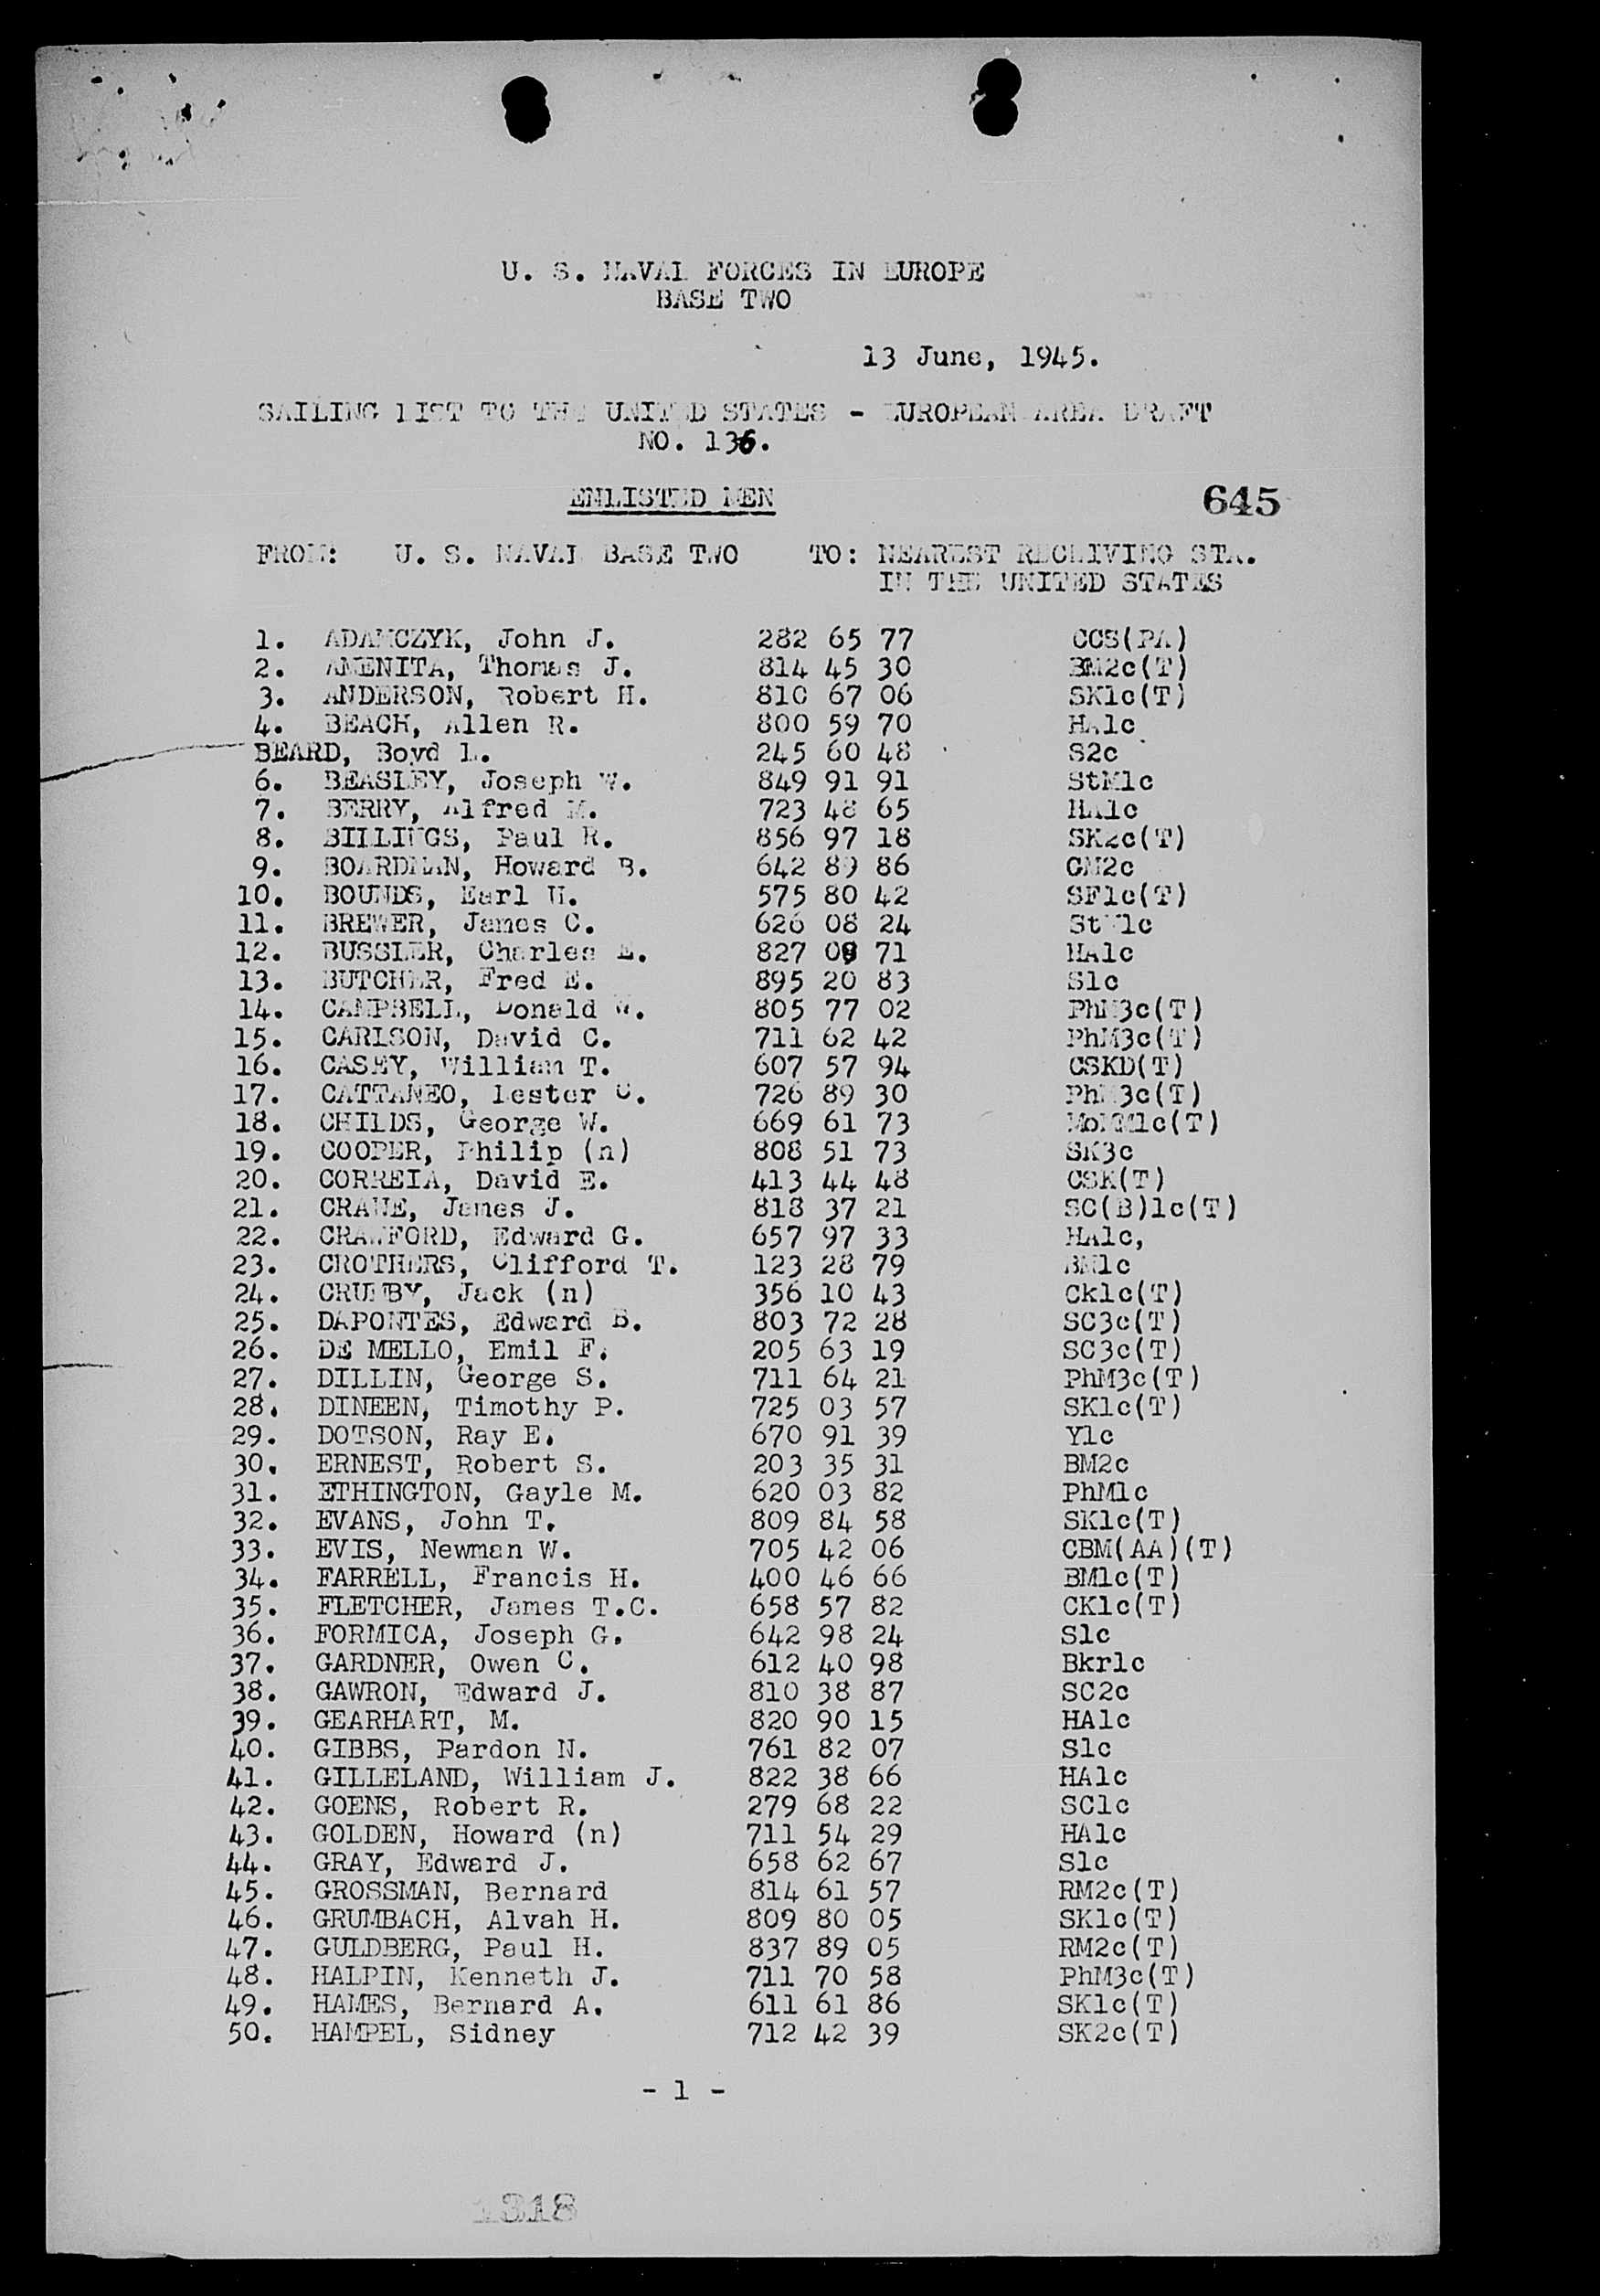 U. S. NAVAL FORCES IN EUROPE
BASE TWO
13 June, 1945.
SAILING LIST TO THE UNITED STATES - EUROPEAN AREA DRAFT
NO. 136.
ENLISTED MEN
645
FROM: U. S. NAVAL BASE TWO TO: NEAREST RECEIVING STA.
IN THE UNITED STATES
1. ADAMCZYK, John J. 282 65 77 CCS(PA)
2. AMENITA, Thomas J. 814 45 30 BM2c(T)
3. ANDERSON, Robert H. 810 67 06 SK1c(T)
4. BEACH, Allen R. 800 59 70 HA1c
BEARD, Boyd L. 245 60 48 S2c
6. BEASLEY, Joseph W. 849 91 91 StM1c
7. BERRY, Alfred M. 723 48 65 HA1c
8. BILLINGS, Paul R. 856 97 18 SK2c(T)
9. BOARDMAN, Howard B. 642 89 86 GM2c
10. BOUNDS, Earl H. 575 80 42 SF1c(T)
11. BREWER, James C. 626 08 24 StM1c
12. BUSSLER, Charles E. 827 09 71 HA1c
13. BUTCHER, Fred E. 895 20 83 S1c
14. CAMPBELL, Donald W. 805 77 02 PhM3c(T)
15. CARLSON, David C. 711 62 42 PhM3c(T)
16. CASEY, William T. 607 57 94 CSKD(T)
17. CATTANEO, Lester C. 726 89 30 PhM3c(T)
18. CHILDS, George W. 669 61 73 MoMM1c(T)
19. COOPER, Philip (n) 808 51 73 SK3c
20. CORREIA, David E. 413 44 48 CSK(T)
21. CRANE, James J. 818 37 21 SC(B)1c(T)
22. CRAWFORD, Edward G. 657 97 33 HA1c,
23. CROTHERS, Clifford T. 123 28 79 BM1c
24. CRUMBY, Jack (n) 356 10 43 Ck1c(T)
25. DAPONTES, Edward B. 803 72 28 SC3c(T)
26. DE MELLO, Emil F. 205 63 19 SC3c(T)
27. DILLIN, George S. 711 64 21 PhM3c(T)
28. DINEEN, Timothy P. 725 03 57 SK1c(T)
29. DOTSON, Ray E. 670 91 39 Y1c
30. ERNEST, Robert S. 203 35 31 BM2c
31. ETHINGTON, Gayle M. 620 03 82 PhM1c
32. EVANS, John T. 809 84 58 SK1c(T)
33. EVIS, Newman W. 705 42 06 CBM(AA)(T)
34. FARRELL, Francis H. 400 46 66 BM1c(T)
35. FLETCHER, James T.C. 658 57 82 CK1c(T)
36. FORMICA, Joseph G. 642 98 24 S1c
37. GARDNER, Owen C. 612 40 98 Bkr1c
38. GAWRON, Edward J. 810 38 87 SC2c
39. GEARHART, M. 820 90 15 HA1c
40. GIBBS, Pardon N. 761 82 07 S1c
41. GILLELAND, William J. 822 38 66 HA1c
42. GOENS, Robert R. 279 68 22 SC1c
43. GOLDEN, Howard (n) 711 54 29 HA1c
44. GRAY, Edward J. 658 62 67 S1c
45. GROSSMAN, Bernard 814 61 57 RM2c(T)
46. GRUMBACH, Alvah H. 809 80 05 SK1c(T)
47. GULDBERG, Paul H. 837 89 05 RM2c(T)
48. HALPIN, Kenneth J. 711 70 58 PhM3c(T)
49. HAMES, Bernard A. 611 61 86 SK1c(T)
50. HAMPEL, Sidney 712 42 39 SK2c(T)
- 1 -
1318